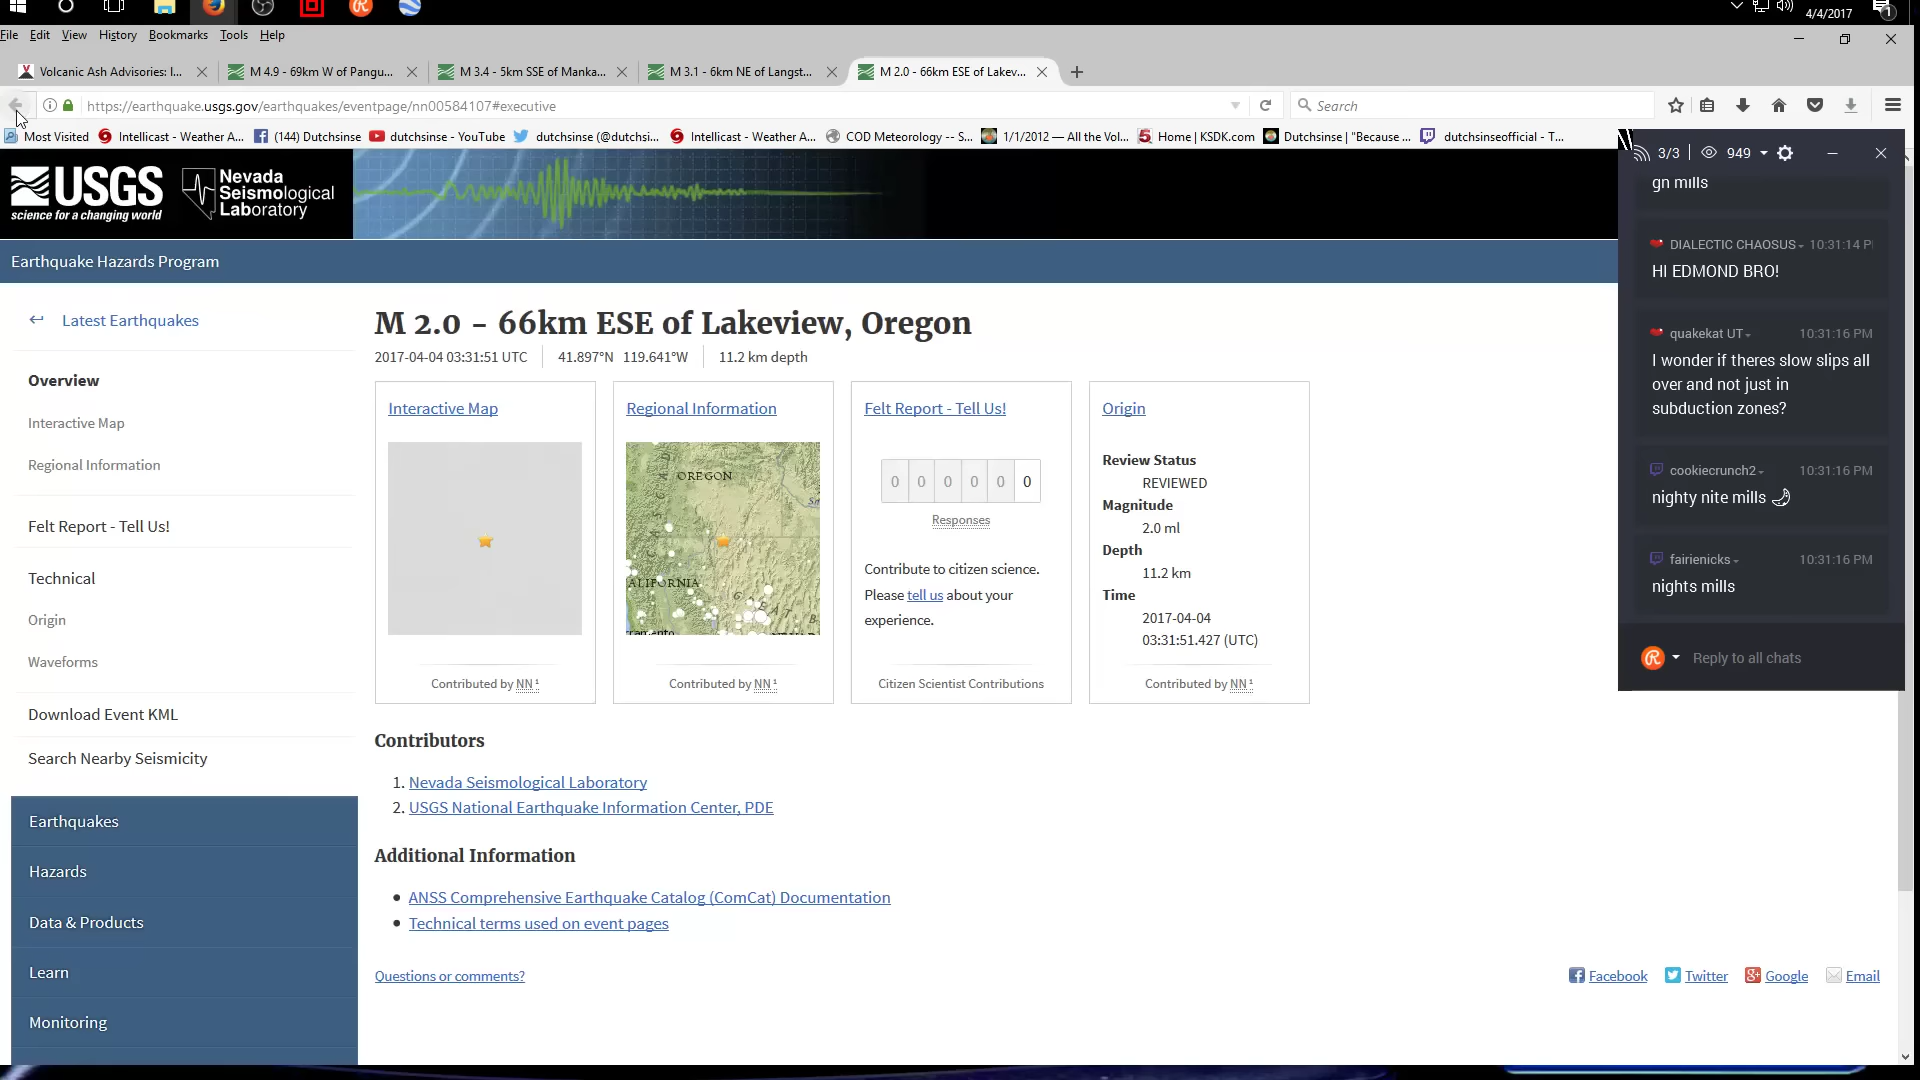 4/4/2017
1
File Edit View History Bookmarks Tools Help
Volcanic Ash Advisories: I...
M 4.9 - 69km W of Pangu...
M 3.4 - 5km SSE of Manka...
M 3.1 - 6km NE of Langst...
M 2.0 - 66km ESE of Lakev...
https://earthquake.usgs.gov/earthquakes/eventpage/nn00584107#executive
Search
Most Visited Intellicast - Weather A... (144) Dutchsinse dutchsinse - YouTube dutchsinse (@dutchsi... Intellicast - Weather A... COD Meteorology -- S... 1/1/2012 — All the Vol... Home | KSDK.com Dutchsinse | "Because ... dutchsinseofficial - T...
USGS
science for a changing world
Nevada
Seismological
Laboratory
Earthquake Hazards Program
Latest Earthquakes
Overview
Interactive Map
Regional Information
Felt Report - Tell Us!
Technical
Origin
Waveforms
Download Event KML
Search Nearby Seismicity
Earthquakes
Hazards
Data & Products
Learn
Monitoring
M 2.0 - 66km ESE of Lakeview, Oregon
2017-04-04 03:31:51 UTC 41.897°N 119.641°W 11.2 km depth
Interactive Map
Contributed by NN 1
Regional Information
OREGON
ALIFORNIA
Contributed by NN 1
Felt Report - Tell Us!
0 0 0 0 0 0
Responses
Contribute to citizen science.
Please tell us about your
experience.
Citizen Scientist Contributions
Origin
Review Status
REVIEWED
Magnitude
2.0 ml
Depth
11.2 km
Time
2017-04-04
03:31:51.427 (UTC)
Contributed by NN 1
Contributors
1. Nevada Seismological Laboratory
2. USGS National Earthquake Information Center, PDE
Additional Information
ANSS Comprehensive Earthquake Catalog (ComCat) Documentation
Technical terms used on event pages
Questions or comments?
Facebook Twitter Google Email
3/3 949
gn mills
DIALECTIC CHAOSUS 10:31:14 P
HI EDMOND BRO!
quakekat UT 10:31:16 PM
I wonder if theres slow slips all
over and not just in
subduction zones?
cookiecrunch2 10:31:16 PM
nighty nite mills
fairienicks 10:31:16 PM
nights mills
Reply to all chats